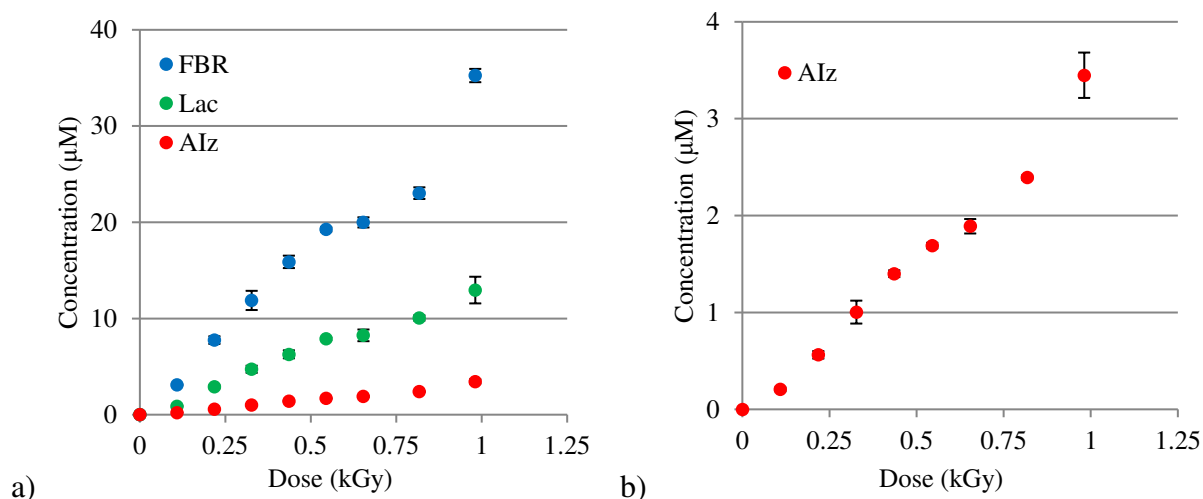 40
30
20
10
0
Concentration (µM)
FBR
Lac
AIz
0 0.25 0.5 0.75 1 1.25
Dose (kGy)
a)
4
3
2
1
0
Concentration (µM)
AIz
0 0.25 0.5 0.75 1 1.25
Dose (kGy)
b)